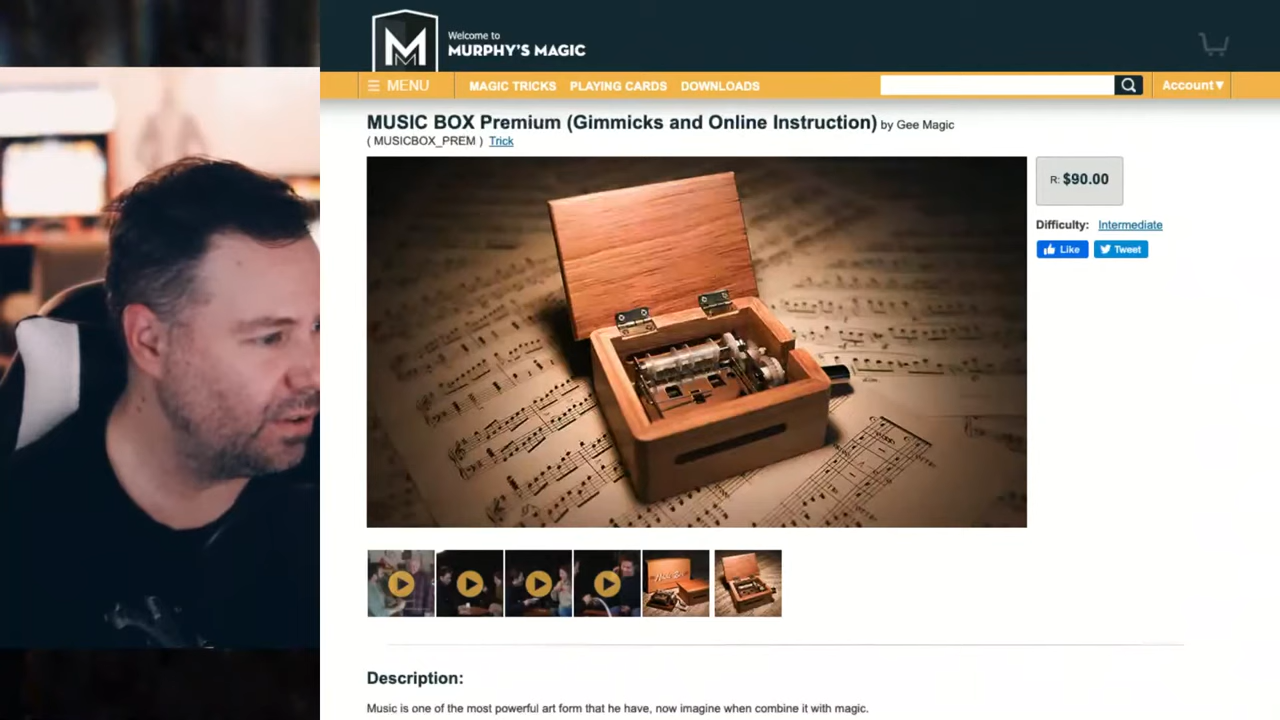 Welcome to
MURPHY'S MAGIC
MENU
MAGIC TRICKS PLAYING CARDS DOWNLOADS
Account▾
MUSIC BOX Premium (Gimmicks and Online Instruction) by Gee Magic
( MUSICBOX_PREM ) Trick
R: $90.00
Difficulty: Intermediate
Like Tweet
Description:
Music is one of the most powerful art form that he have, now imagine when combine it with magic.